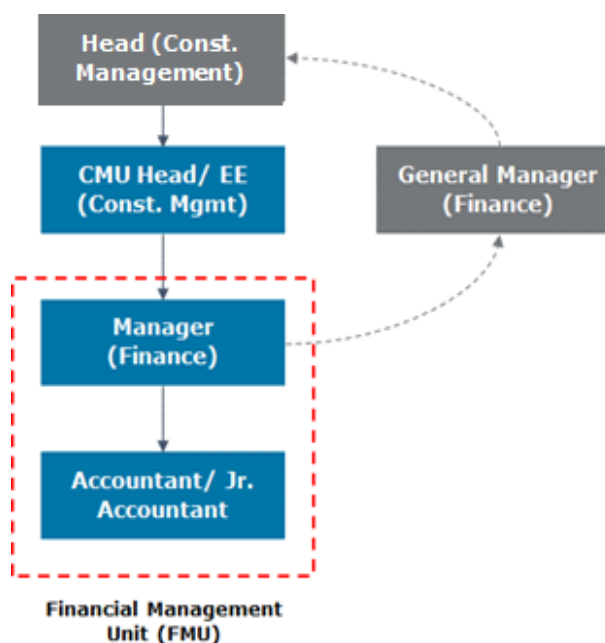 Head (Const.
Management)
CMU Head/ EE
(Const. Mgmt)
General Manager
(Finance)
Manager
(Finance)
Accountant/ Jr.
Accountant
Financial Management
Unit (FMU)